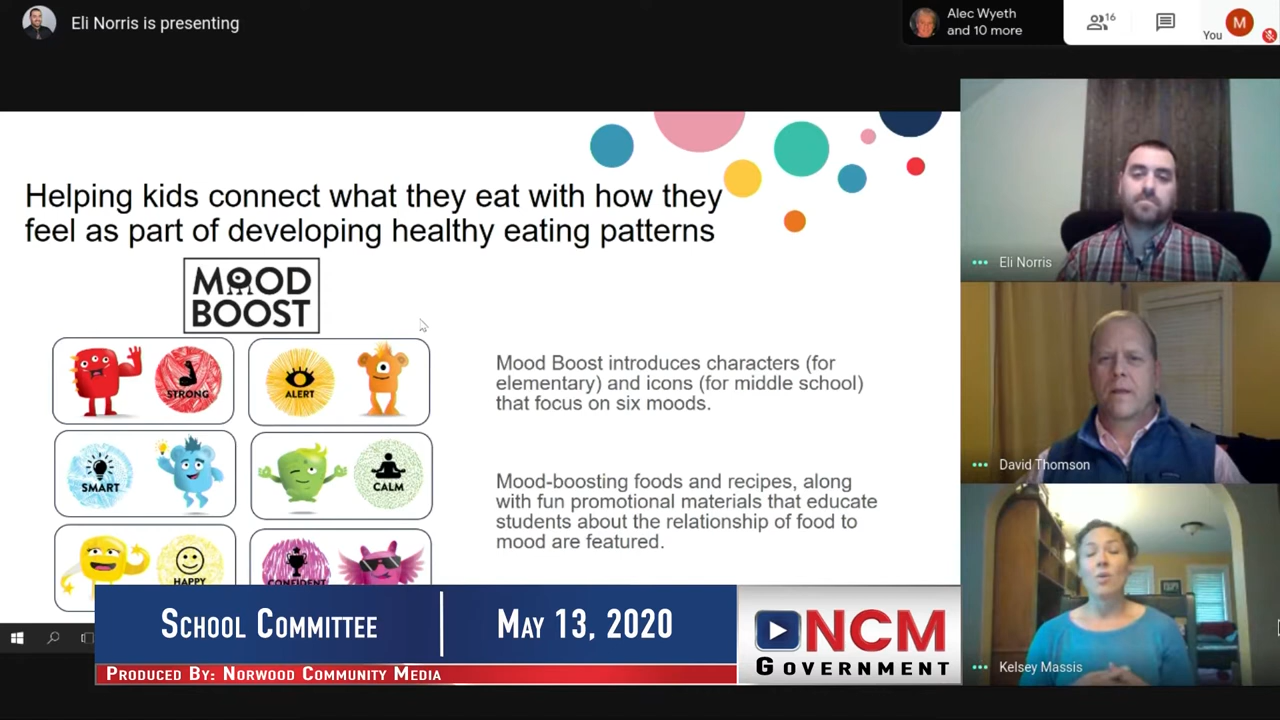 Eli Norris is presenting
Alec Wyeth
and 10 more
16
You
M
Helping kids connect what they eat with how they
feel as part of developing healthy eating patterns
MOOD
BOOST
STRONG
ALERT
SMART
CALM
HAPPY
CONFIDENT
Mood Boost introduces characters (for
elementary) and icons (for middle school)
that focus on six moods.
Mood-boosting foods and recipes, along
with fun promotional materials that educate
students about the relationship of food to
mood are featured.
Eli Norris
David Thomson
Kelsey Massis
School Committee
May 13, 2020
Produced By: Norwood Community Media
NCM
Government